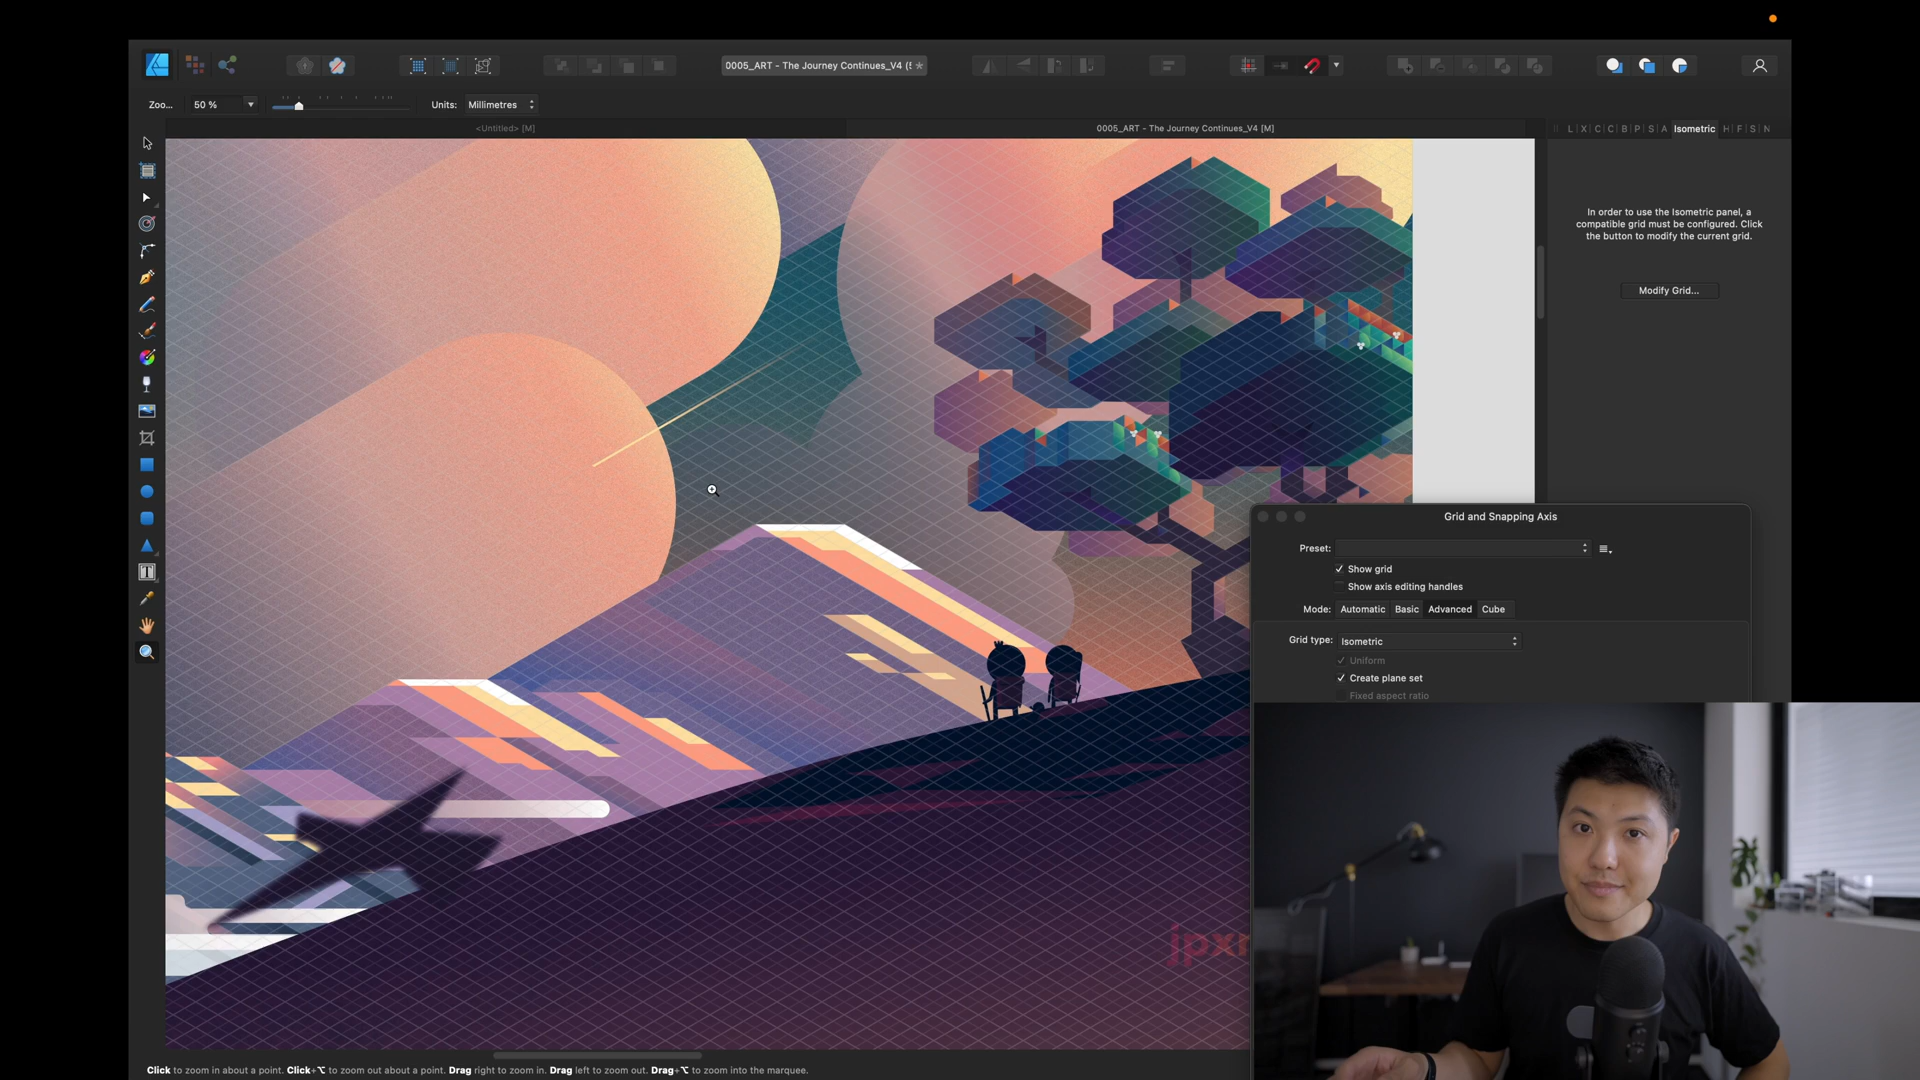 0005_ART - The Journey Continues_V4 (!
Zoo... 50 % Units: Millimetres
<Untitled> [M]
0005_ART - The Journey Continues_V4 [M]
L X C C B P S A Isometric H F S N
In order to use the Isometric panel, a
compatible grid must be configured. Click
the button to modify the current grid.
Modify Grid...
Grid and Snapping Axis
Preset:
Show grid
Show axis editing handles
Mode: Automatic Basic Advanced Cube
Grid type: Isometric
Uniform
Create plane set
Fixed aspect ratio
Click to zoom in about a point. Click+⌥ to zoom out about a point. Drag right to zoom in. Drag left to zoom out. Drag+⌥ to zoom into the marquee.